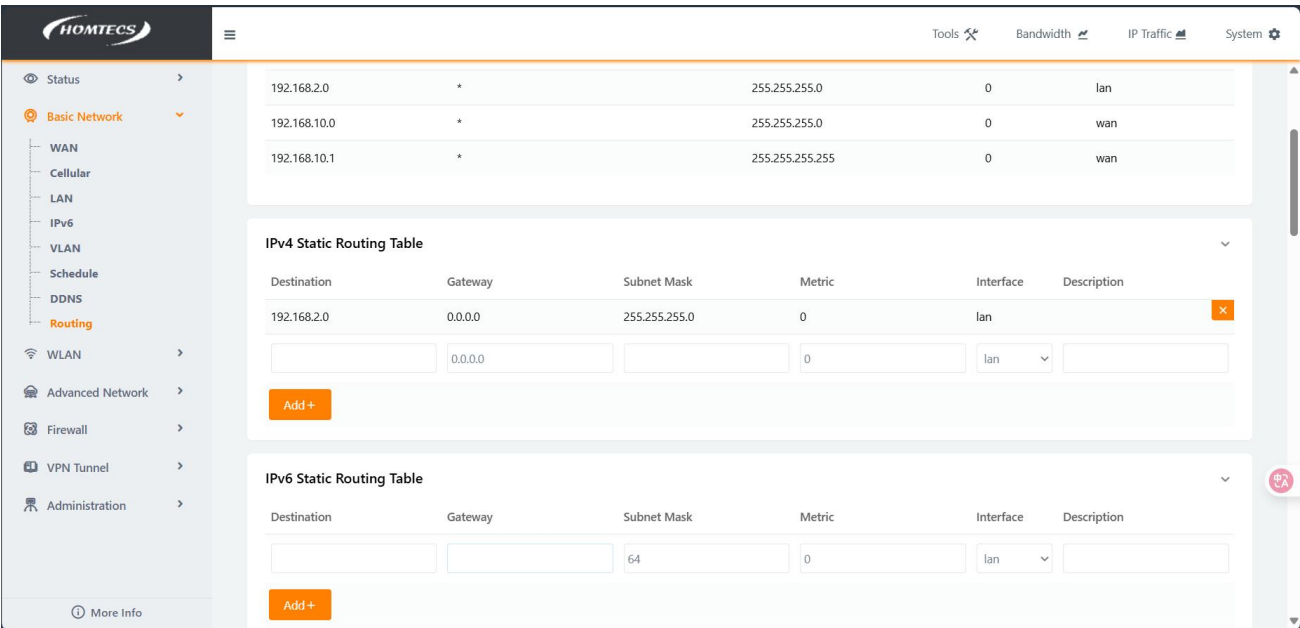 HOMTECS
Tools Bandwidth IP Traffic System
Status
Basic Network
WAN
Cellular
LAN
IPv6
VLAN
Schedule
DDNS
Routing
WLAN
Advanced Network
Firewall
VPN Tunnel
Administration
More Info
192.168.2.0 * 255.255.255.0 0 lan
192.168.10.0 * 255.255.255.0 0 wan
192.168.10.1 * 255.255.255.255 0 wan
IPv4 Static Routing Table
Destination Gateway Subnet Mask Metric Interface Description
192.168.2.0 0.0.0.0 255.255.255.0 0 lan
0.0.0.0 0 lan
Add +
IPv6 Static Routing Table
Destination Gateway Subnet Mask Metric Interface Description
64 0 lan
Add +
中A